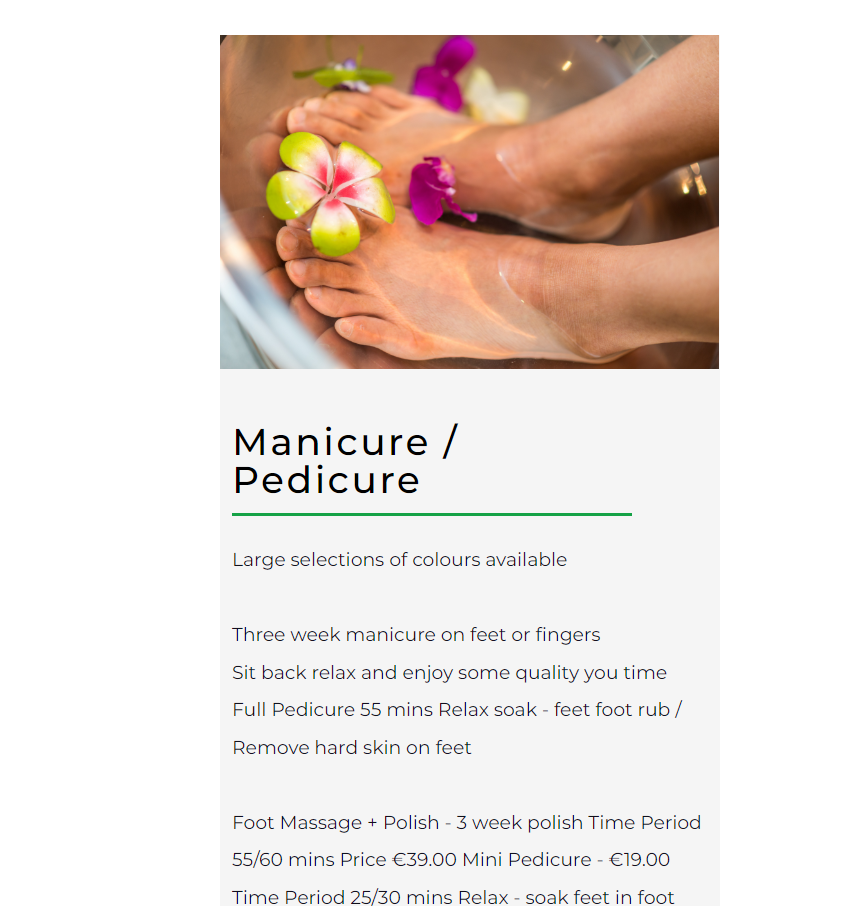 Manicure /
Pedicure
Large selections of colours available
Three week manicure on feet or fingers
Sit back relax and enjoy some quality you time
Full Pedicure 55 mins Relax soak - feet foot rub /
Remove hard skin on feet
Foot Massage + Polish - 3 week polish Time Period
55/60 mins Price €39.00 Mini Pedicure - €19.00
Time Period 25/30 mins Relax - soak feet in foot